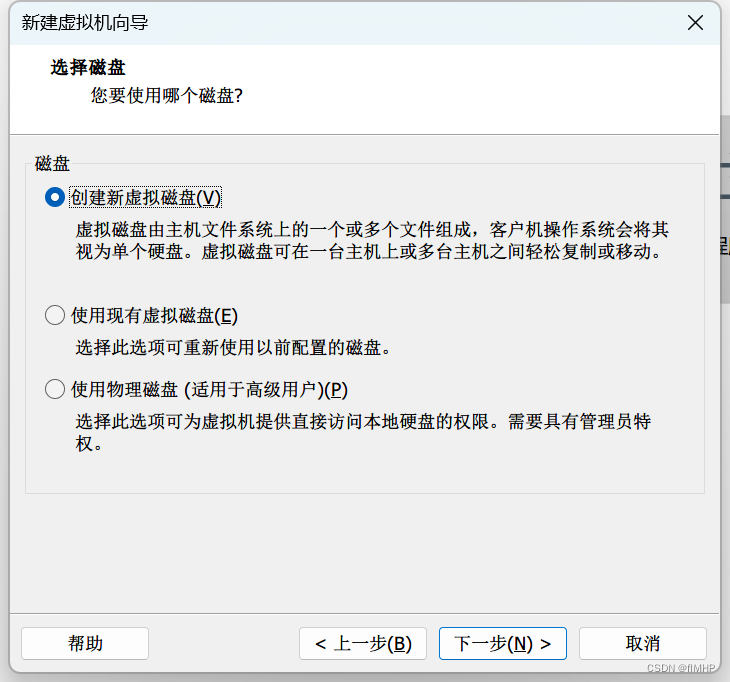 新建虚拟机向导
选择磁盘
您要使用哪个磁盘?
磁盘
创建新虚拟磁盘(V)
虚拟磁盘由主机文件系统上的一个或多个文件组成，客户机操作系统会将其
视为单个硬盘。虚拟磁盘可在一台主机上或多台主机之间轻松复制或移动。
使用现有虚拟磁盘(E)
选择此选项可重新使用以前配置的磁盘。
使用物理磁盘 (适用于高级用户)(P)
选择此选项可为虚拟机提供直接访问本地硬盘的权限。需要具有管理员特
权。
帮助
< 上一步(B)
下一步(N) >
取消
CSDN @flMHP